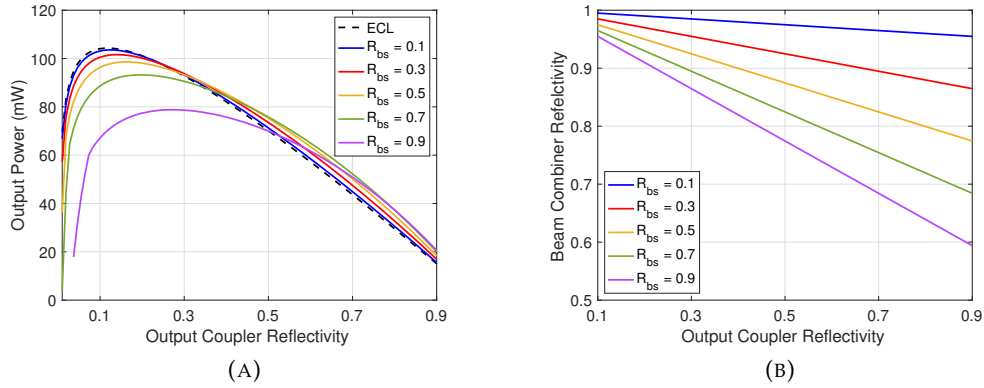 120
100
80
60
40
20
0
Output Power (mW)
0.1 0.3 0.5 0.7 0.9
Output Coupler Reflectivity
ECL
R_bs = 0.1
R_bs = 0.3
R_bs = 0.5
R_bs = 0.7
R_bs = 0.9
(A)
1
0.9
0.8
0.7
0.6
0.5
Beam Combiner Refelctivity
0.1 0.3 0.5 0.7 0.9
Output Coupler Reflectivity
R_bs = 0.1
R_bs = 0.3
R_bs = 0.5
R_bs = 0.7
R_bs = 0.9
(B)